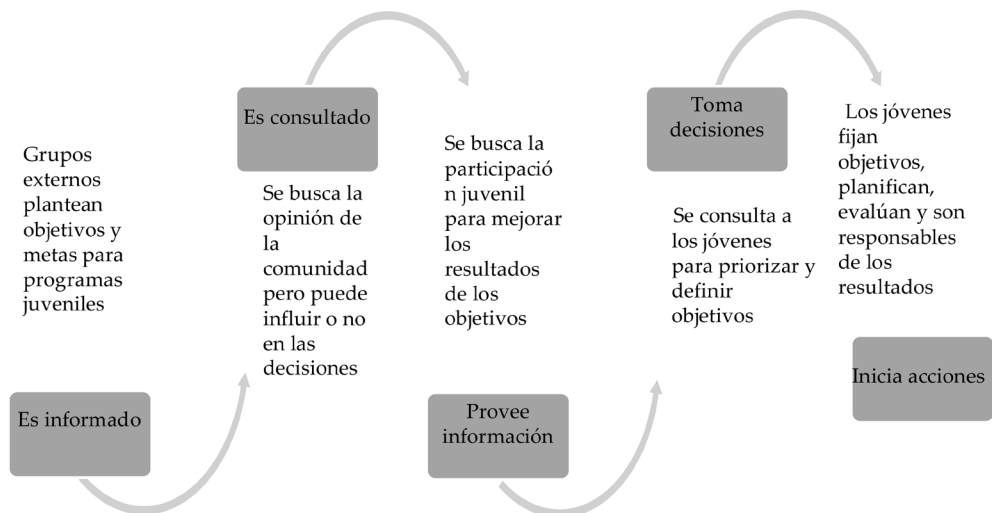 Grupos
externos
plantean
objetivos y
metas para
programas
juveniles
Es informado
Es consultado
Se busca la
opinión de
la
comunidad
pero puede
influir o no
en las
decisiones
Se busca la
participació
n juvenil
para mejorar
los
resultados
de los
objetivos
Provee
información
Toma
decisiones
Se consulta a
los jóvenes
para priorizar y
definir
objetivos
Los jóvenes
fijan
objetivos,
planifican,
evalúan y son
responsables
de los
resultados
Inicia acciones